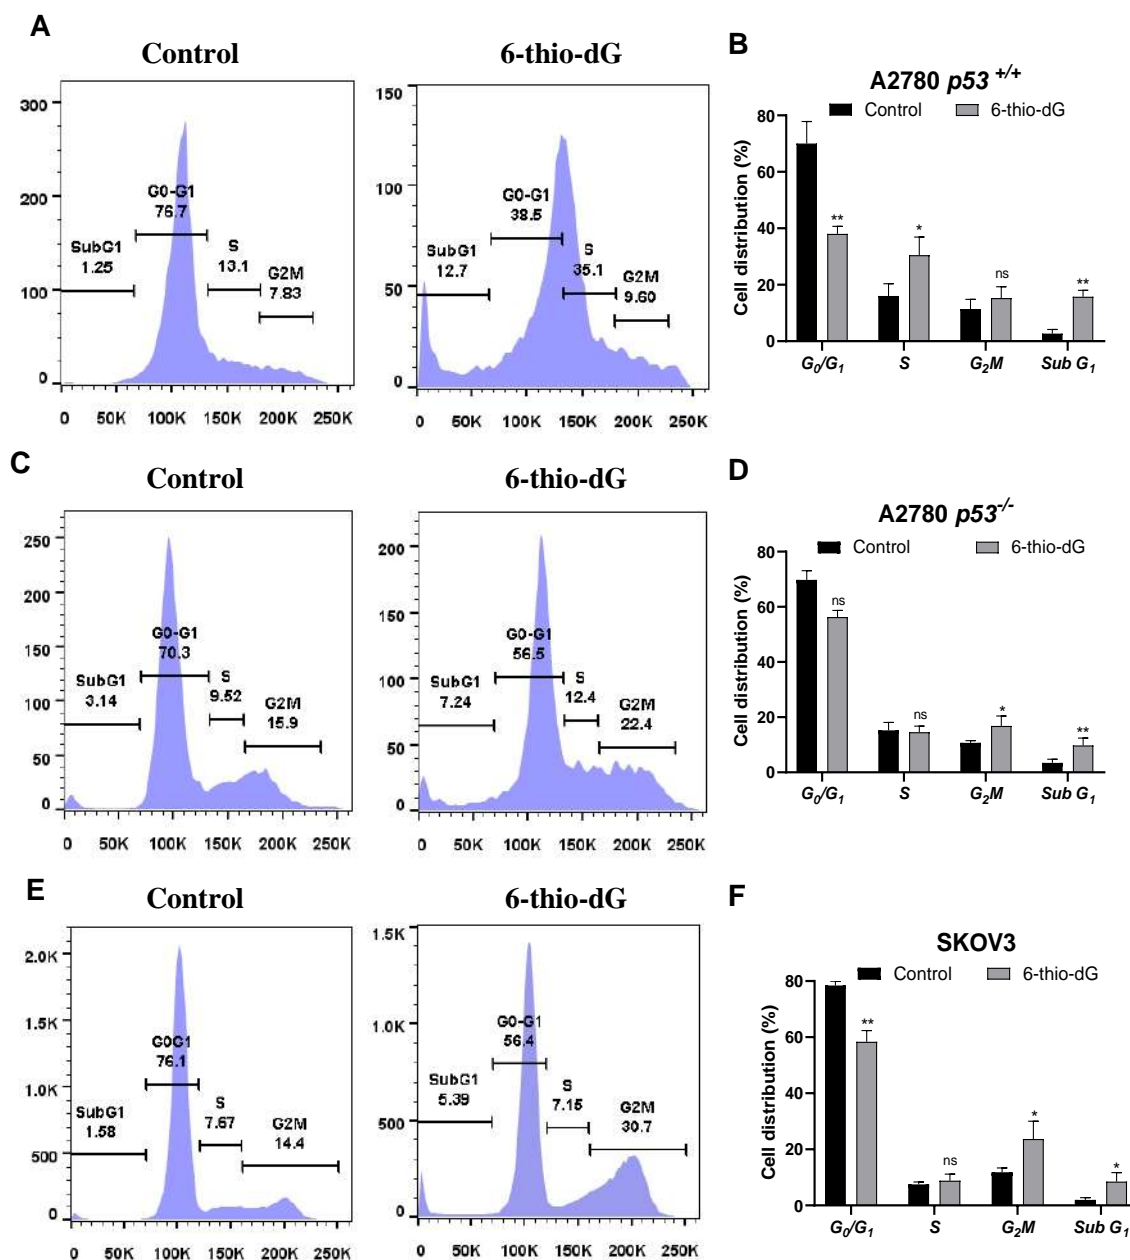 A
Control
6-thio-dG
300
200
100
0
SubG1
1.25
G0-G1
76.7
S
13.1
G2M
7.83
0 50K 100K 150K 200K 250K
150
100
50
0
SubG1
12.7
G0-G1
38.5
S
35.1
G2M
9.60
0 50K 100K 150K 200K 250K
B
A2780 p53 +/+
Control 6-thio-dG
Cell distribution (%)
80
60
40
20
0
** * ns **
G0/G1 S G2M Sub G1
C
Control
6-thio-dG
250
200
150
100
50
0
SubG1
3.14
G0-G1
70.3
S
9.52
G2M
15.9
0 50K 100K 150K 200K 250K
200
150
100
50
0
SubG1
7.24
G0-G1
56.5
S
12.4
G2M
22.4
0 50K 100K 150K 200K 250K
D
A2780 p53-/-
Control 6-thio-dG
Cell distribution (%)
80
60
40
20
0
ns ns * **
G0/G1 S G2M Sub G1
E
Control
6-thio-dG
2.0K
1.5K
1.0K
500
0
SubG1
1.58
G0G1
76.1
S
7.67
G2M
14.4
0 50K 100K 150K 200K 250K
1.5K
1.0K
500
0
SubG1
5.39
G0-G1
56.4
S
7.15
G2M
30.7
0 50K 100K 150K 200K 250K
F
SKOV3
Control 6-thio-dG
Cell distribution (%)
80
60
40
20
0
** ns * *
G0/G1 S G2M Sub G1